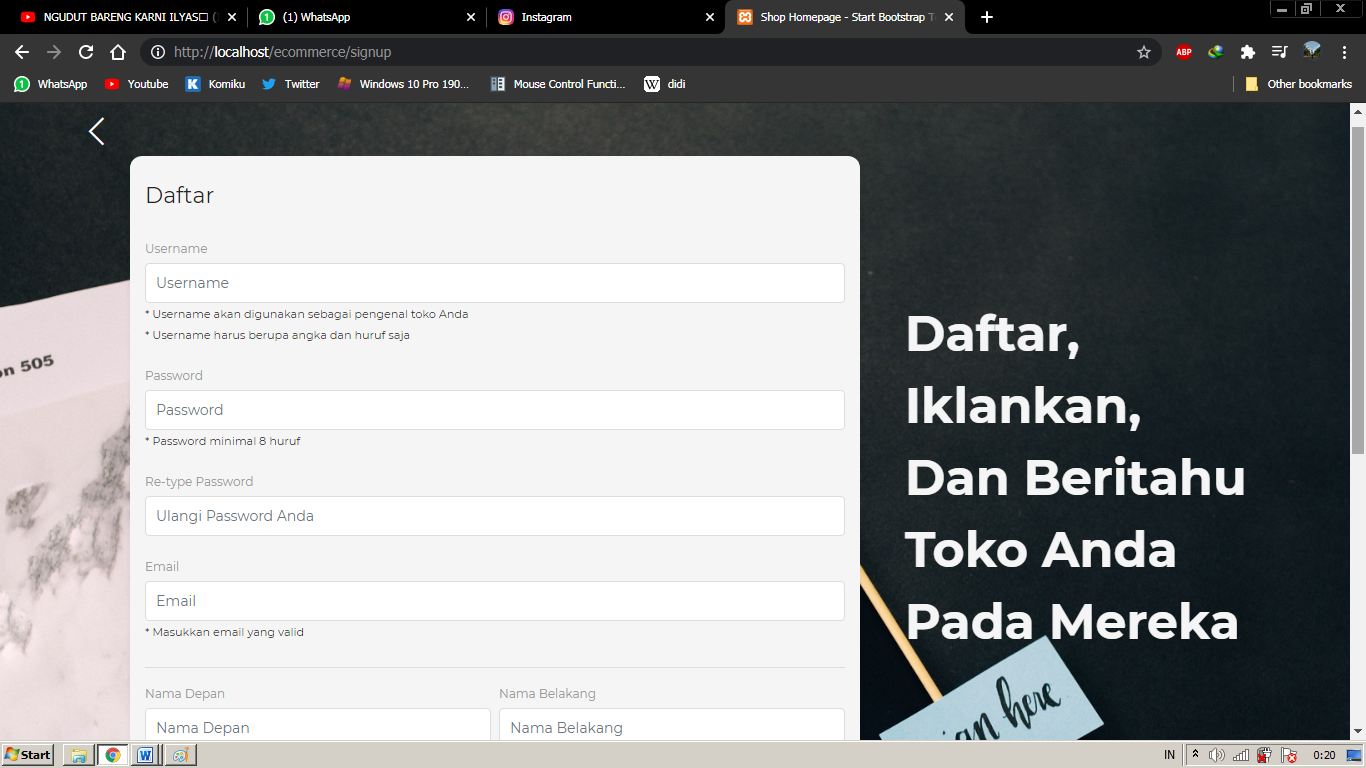 NGUDUT BARENG KARNI ILYAS
(1) WhatsApp
Instagram
Shop Homepage - Start Bootstrap
http://localhost/ecommerce/signup
ABP
WhatsApp
Youtube
Komiku
Twitter
Windows 10 Pro 190...
Mouse Control Functi...
didi
Other bookmarks
Daftar
Username
Username
* Username akan digunakan sebagai pengenal toko Anda
* Username harus berupa angka dan huruf saja
Password
Password
* Password minimal 8 huruf
Re-type Password
Ulangi Password Anda
Email
Email
* Masukkan email yang valid
Nama Depan
Nama Belakang
Nama Depan
Nama Belakang
on 505
Daftar,
Iklankan,
Dan Beritahu
Toko Anda
Pada Mereka
here
Start
IN
0:20